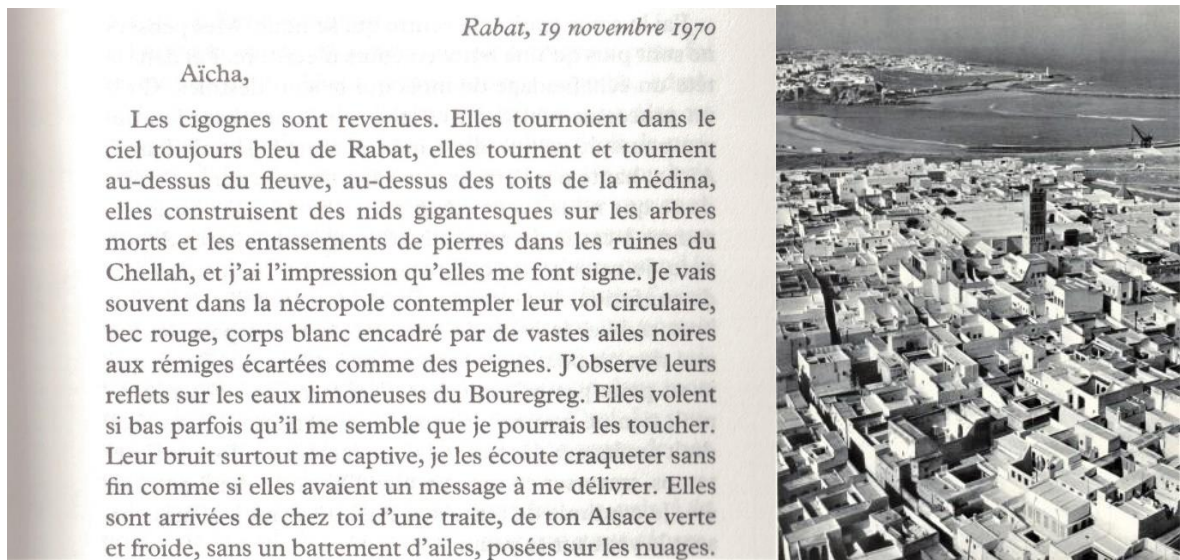 Rabat, 19 novembre 1970
Aïcha,
Les cigognes sont revenues. Elles tournoient dans le
ciel toujours bleu de Rabat, elles tournent et tournent
au-dessus du fleuve, au-dessus des toits de la médina,
elles construisent des nids gigantesques sur les arbres
morts et les entassements de pierres dans les ruines du
Chellah, et j’ai l’impression qu’elles me font signe. Je vais
souvent dans la nécropole contempler leur vol circulaire,
bec rouge, corps blanc encadré par de vastes ailes noires
aux rémiges écartées comme des peignes. J’observe leurs
reflets sur les eaux limoneuses du Bouregreg. Elles volent
si bas parfois qu’il me semble que je pourrais les toucher.
Leur bruit surtout me captive, je les écoute craqueter sans
fin comme si elles avaient un message à me délivrer. Elles
sont arrivées de chez toi d’une traite, de ton Alsace verte
et froide, sans un battement d’ailes, posées sur les nuages.